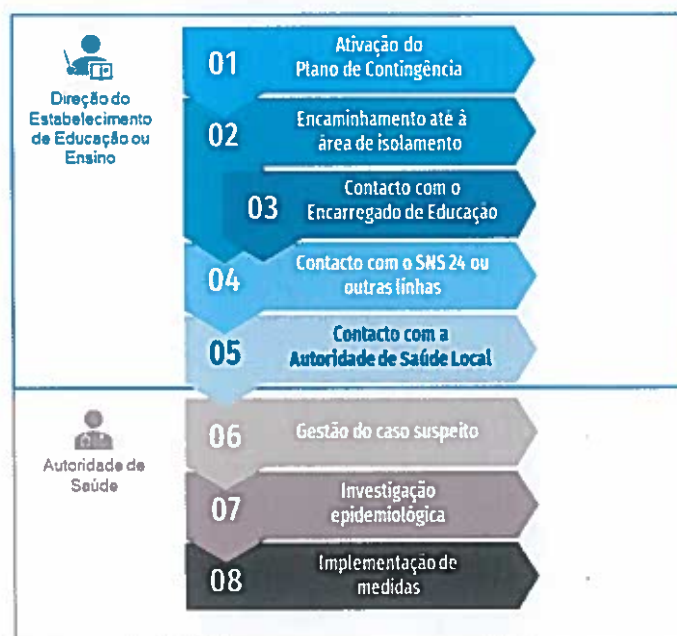 Direção do
Estabelecimento
de Educação ou
Ensino
01
Ativação do
Plano de Contingência
02
Encaminhamento até à
área de isolamento
03
Contacto com o
Encarregado de Educação
04
Contacto com o SNS 24 ou
outras linhas
05
Contacto com a
Autoridade de Saúde Local
Autoridade de
Saúde
06
Gestão do caso suspeito
07
Investigação
epidemiológica
08
Implementação de
medidas